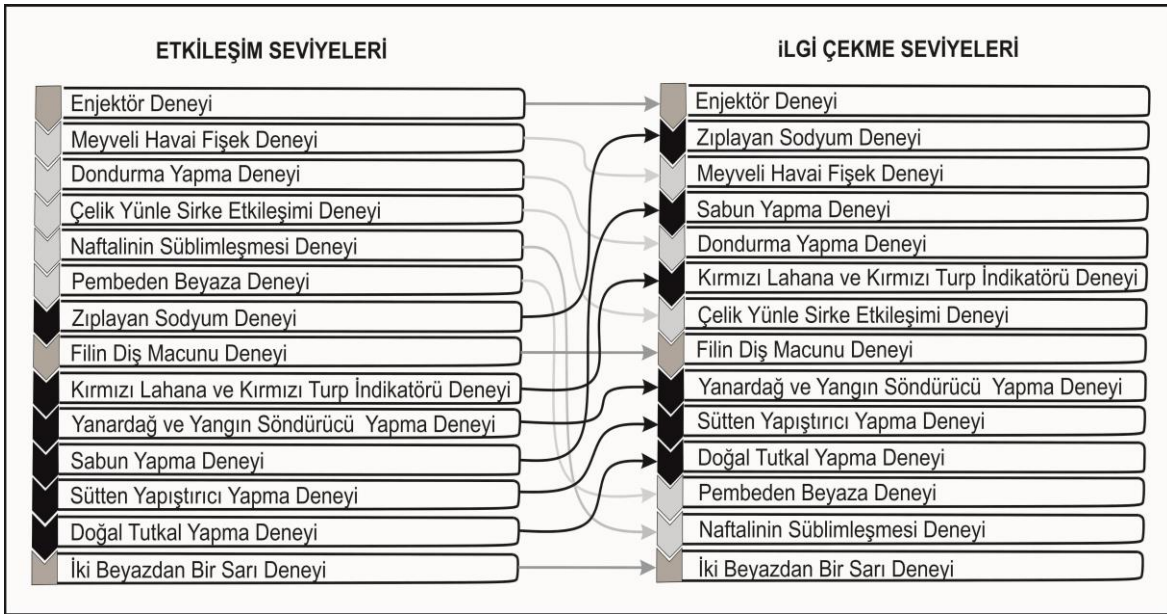 ETKİLEŞİM SEVİYELERİ
Enjektör Deneyi
Meyveli Havai Fişek Deneyi
Dondurma Yapma Deneyi
Çelik Yünle Sirke Etkileşimi Deneyi
Naftalinin Süblimleşmesi Deneyi
Pembeden Beyaza Deneyi
Zıplayan Sodyum Deneyi
Filin Diş Macunu Deneyi
Kırmızı Lahana ve Kırmızı Turp İndikatörü Deneyi
Yanardağ ve Yangın Söndürücü Yapma Deneyi
Sabun Yapma Deneyi
Sütten Yapıştırıcı Yapma Deneyi
Doğal Tutkal Yapma Deneyi
İki Beyazdan Bir Sarı Deneyi
iLGİ ÇEKME SEVİYELERİ
Enjektör Deneyi
Zıplayan Sodyum Deneyi
Meyveli Havai Fişek Deneyi
Sabun Yapma Deneyi
Dondurma Yapma Deneyi
Kırmızı Lahana ve Kırmızı Turp İndikatörü Deneyi
Çelik Yünle Sirke Etkileşimi Deneyi
Filin Diş Macunu Deneyi
Yanardağ ve Yangın Söndürücü Yapma Deneyi
Sütten Yapıştırıcı Yapma Deneyi
Doğal Tutkal Yapma Deneyi
Pembeden Beyaza Deneyi
Naftalinin Süblimleşmesi Deneyi
İki Beyazdan Bir Sarı Deneyi